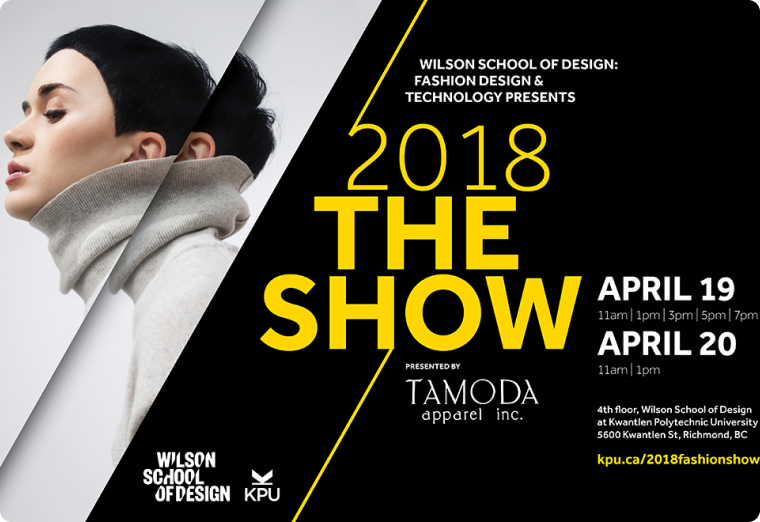 WILSON SCHOOL OF DESIGN:
FASHION DESIGN &
TECHNOLOGY PRESENTS
2018
THE
SHOW
APRIL 19
11am | 1pm | 3pm | 5pm | 7pm
APRIL 20
11am | 1pm
PRESENTED BY
TAMODA
apparel inc.
4th floor, Wilson School of Design
at Kwantlen Polytechnic University
5600 Kwantlen St, Richmond, BC
kpu.ca/2018fashionshow
WILSON
SCHOOL
OF DESIGN
KPU